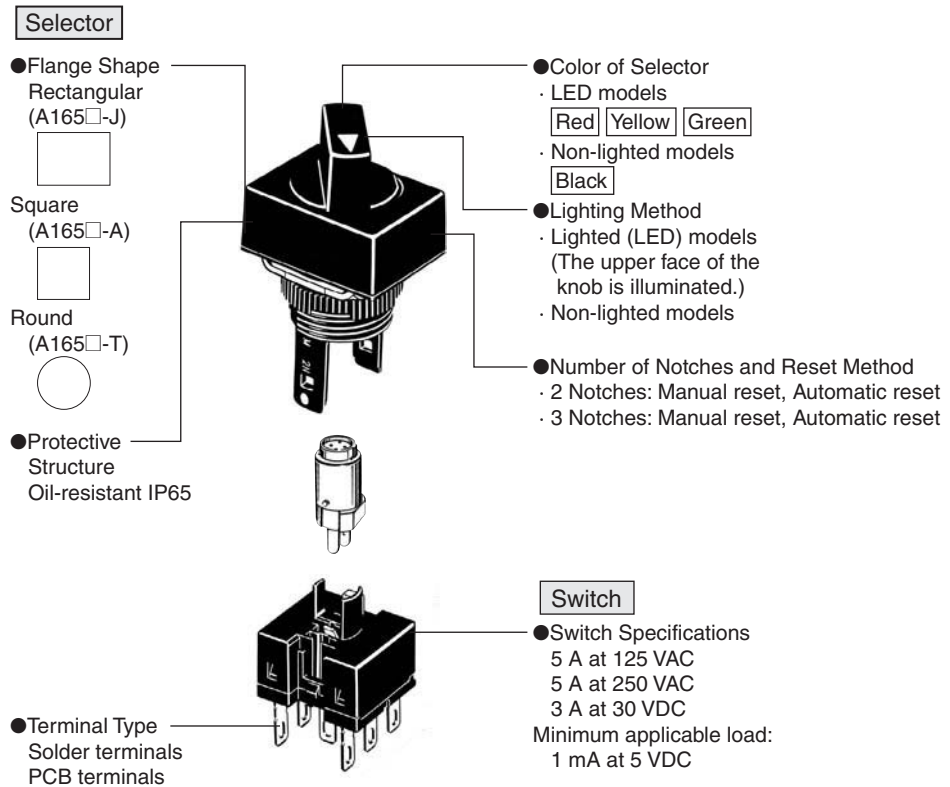 Selector
●Flange Shape
Rectangular
(A165□-J)
Square
(A165□-A)
Round
(A165□-T)
●Protective
Structure
Oil-resistant IP65
●Terminal Type
Solder terminals
PCB terminals
●Color of Selector
· LED models
Red Yellow Green
· Non-lighted models
Black
●Lighting Method
· Lighted (LED) models
(The upper face of the
knob is illuminated.)
· Non-lighted models
●Number of Notches and Reset Method
· 2 Notches: Manual reset, Automatic reset
· 3 Notches: Manual reset, Automatic reset
Switch
●Switch Specifications
5 A at 125 VAC
5 A at 250 VAC
3 A at 30 VDC
Minimum applicable load:
1 mA at 5 VDC